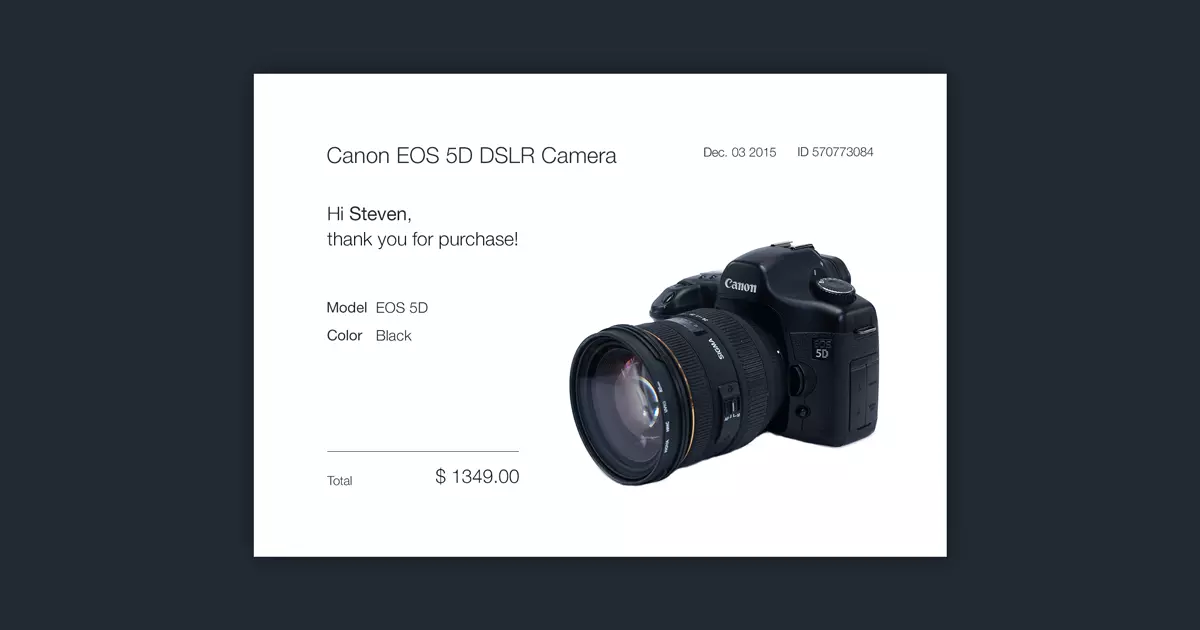 Canon EOS 5D DSLR Camera
Dec. 03 2015 ID 570773084
Hi Steven,
thank you for purchase!
Model EOS 5D
Color Black
Total $ 1349.00
Canon
SIGMA
EOS
5D